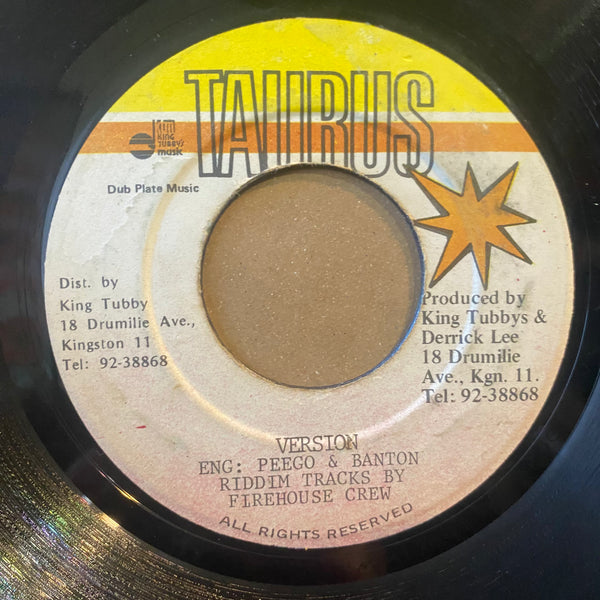 TAURUS
KTM
KING
TUBBYS
music
Dub Plate Music
Dist. by
King Tubby
18 Drumilie Ave.,
Kingston 11
Tel: 92-38868
Produced by
King Tubbys &
Derrick Lee
18 Drumilie
Ave., Kgn. 11.
Tel: 92-38868
VERSION
ENG: PEEGO & BANTON
RIDDIM TRACKS BY
FIREHOUSE CREW
ALL RIGHTS RESERVED